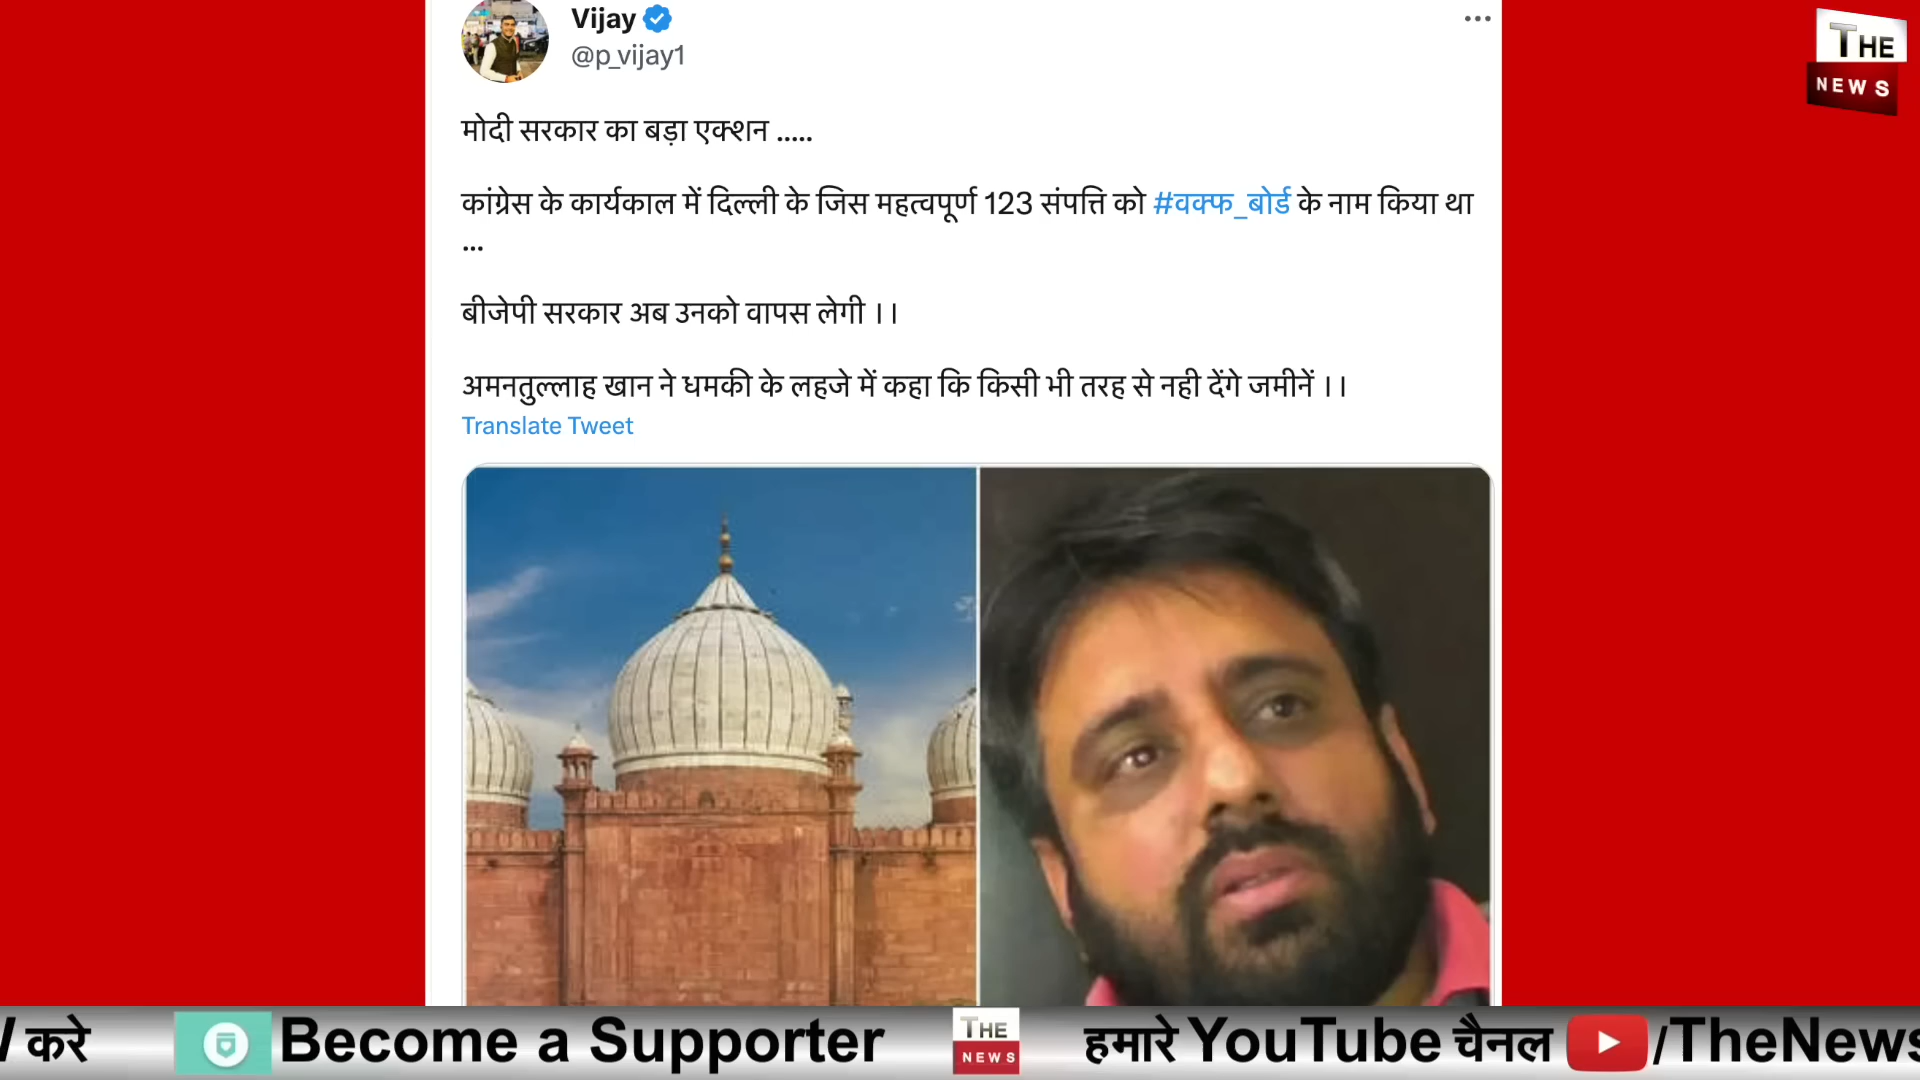 Vijay
@p_vijay1
THE
NEWS
मोदी सरकार का बड़ा एक्शन .....
कांग्रेस के कार्यकाल में दिल्ली के जिस महत्वपूर्ण 123 संपत्ति को #वक्फ_बोर्ड के नाम किया था
...
बीजेपी सरकार अब उनको वापस लेगी ।।
अमनतुल्लाह खान ने धमकी के लहजे में कहा कि किसी भी तरह से नही देंगे जमीनें ।।
Translate Tweet
/ करे Become a Supporter THE NEWS हमारे YouTube चैनल /TheNews